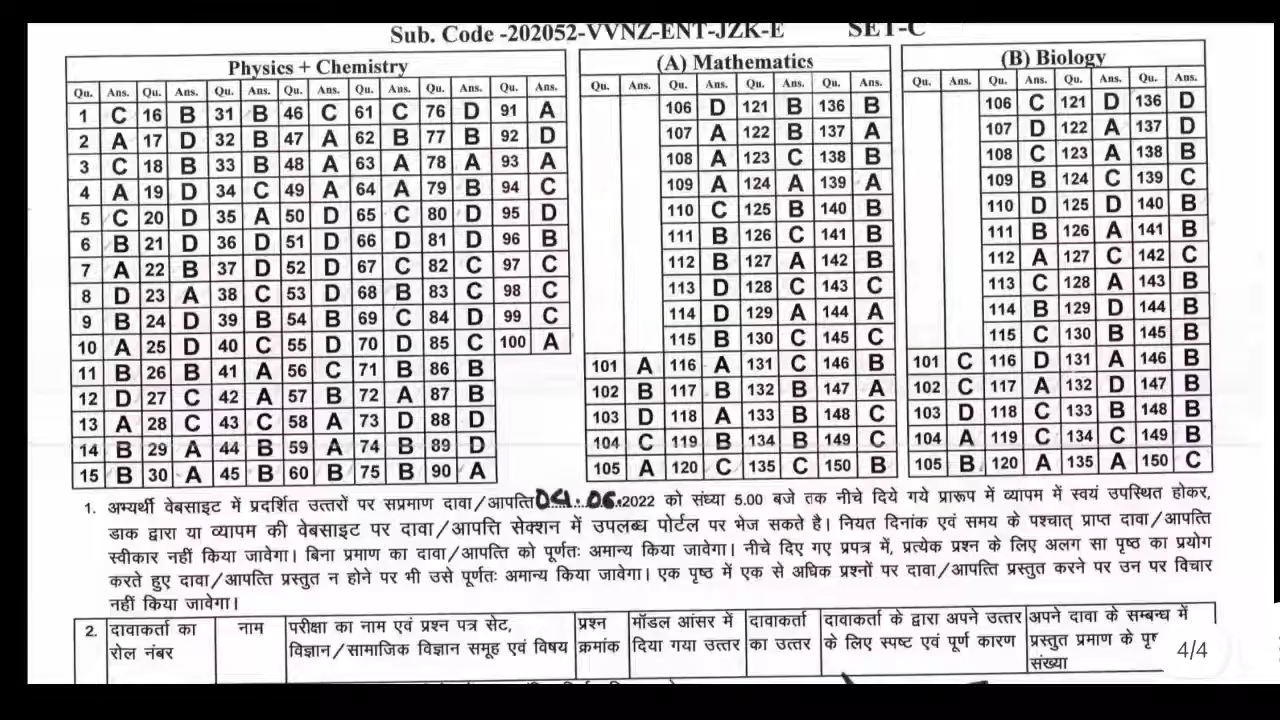 Sub. Code -202052-VVNZ-ENT-JZK-E SET-C
Physics + Chemistry (A) Mathematics (B) Biology
Qu. Ans. Qu. Ans. Qu. Ans. Qu. Ans. Qu. Ans. Qu. Ans. Qu. Ans. Qu. Ans. Qu. Ans. Qu. Ans. Qu. Ans. Qu. Ans. Qu. Ans. Qu. Ans. Qu. Ans.
1 C 16 B 31 B 46 C 61 C 76 D 91 A 106 D 121 B 136 B 106 C 121 D 136 D
2 A 17 D 32 B 47 A 62 B 77 B 92 D 107 A 122 B 137 A 107 D 122 A 137 D
3 C 18 B 33 B 48 A 63 A 78 A 93 A 108 A 123 C 138 B 108 C 123 A 138 B
4 A 19 D 34 C 49 A 64 A 79 B 94 C 109 A 124 A 139 A 109 B 124 C 139 C
5 C 20 D 35 A 50 D 65 C 80 D 95 D 110 C 125 B 140 B 110 D 125 D 140 B
6 B 21 D 36 D 51 D 66 D 81 D 96 B 111 B 126 C 141 B 111 B 126 A 141 B
7 A 22 B 37 D 52 D 67 C 82 C 97 C 112 B 127 A 142 B 112 A 127 C 142 C
8 D 23 A 38 C 53 D 68 B 83 C 98 C 113 D 128 C 143 C 113 C 128 A 143 B
9 B 24 D 39 B 54 B 69 C 84 D 99 C 114 D 129 A 144 A 114 B 129 D 144 B
10 A 25 D 40 C 55 D 70 D 85 C 100 A 115 B 130 C 145 C 115 C 130 B 145 B
11 B 26 B 41 A 56 C 71 B 86 B 101 A 116 A 131 C 146 B 101 C 116 D 131 A 146 B
12 D 27 C 42 A 57 B 72 A 87 B 102 B 117 B 132 B 147 A 102 C 117 A 132 D 147 B
13 A 28 C 43 C 58 A 73 D 88 D 103 D 118 A 133 B 148 C 103 D 118 C 133 B 148 B
14 B 29 A 44 B 59 A 74 B 89 D 104 C 119 B 134 B 149 C 104 A 119 C 134 C 149 B
15 B 30 A 45 B 60 B 75 B 90 A 105 A 120 C 135 C 150 B 105 B 120 A 135 A 150 C
1. अभ्यर्थी वेबसाइट में प्रदर्शित उत्तरों पर सप्रमाण दावा/आपत्ति 04.06.2022 को संध्या 5.00 बजे तक नीचे दिये गये प्रारूप में व्यापम में स्वयं उपस्थित होकर,
डाक द्वारा या व्यापम की वेबसाइट पर दावा/आपत्ति सेक्शन में उपलब्ध पोर्टल पर भेज सकते है। नियत दिनांक एवं समय के पश्चात् प्राप्त दावा/आपत्ति
स्वीकार नहीं किया जावेगा। बिना प्रमाण का दावा/आपत्ति को पूर्णतः अमान्य किया जावेगा। नीचे दिए गए प्रपत्र में, प्रत्येक प्रश्न के लिए अलग सा पृष्ठ का प्रयोग
करते हुए दावा/आपत्ति प्रस्तुत न होने पर भी उसे पूर्णतः अमान्य किया जावेगा। एक पृष्ठ में एक से अधिक प्रश्नों पर दावा/आपत्ति प्रस्तुत करने पर उन पर विचार
नहीं किया जावेगा।
2. दावाकर्ता का नाम परीक्षा का नाम एवं प्रश्न पत्र सेट, प्रश्न मॉडल आंसर में दावाकर्ता दावाकर्ता के द्वारा अपने उत्तर अपने दावा के सम्बन्ध में
रोल नंबर विज्ञान/सामाजिक विज्ञान समूह एवं विषय क्रमांक दिया गया उत्तर का उत्तर के लिए स्पष्ट एवं पूर्ण कारण प्रस्तुत प्रमाण के
संख्या
4/4